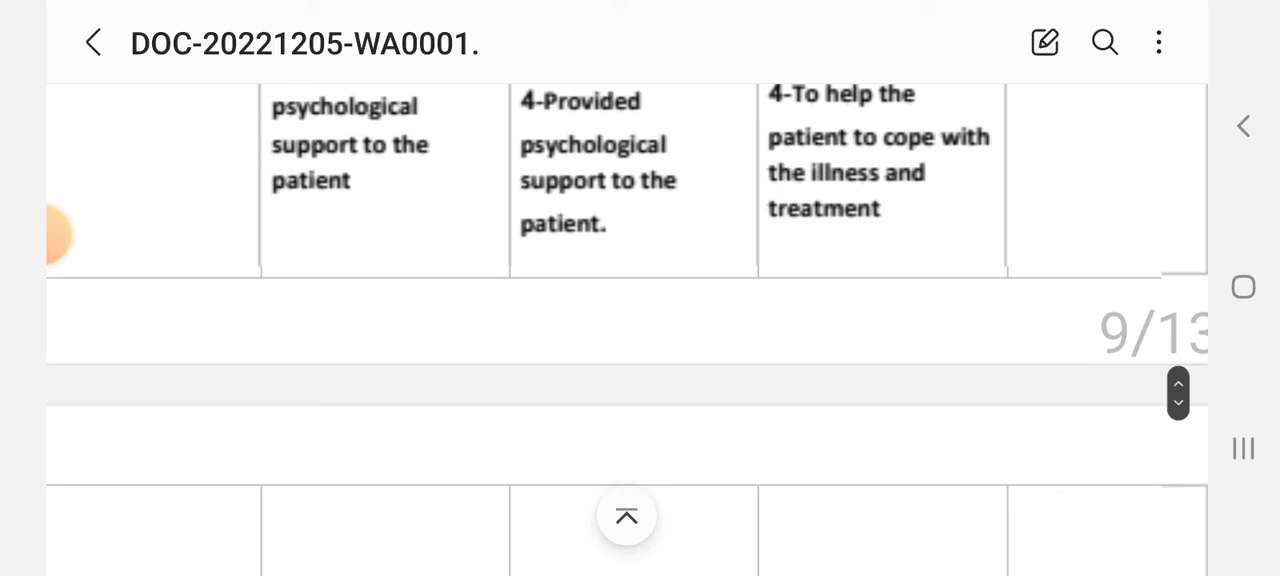 DOC-20221205-WA0001.
psychological
support to the
patient
4-Provided
psychological
support to the
patient.
4-To help the
patient to cope with
the illness and
treatment
9/13